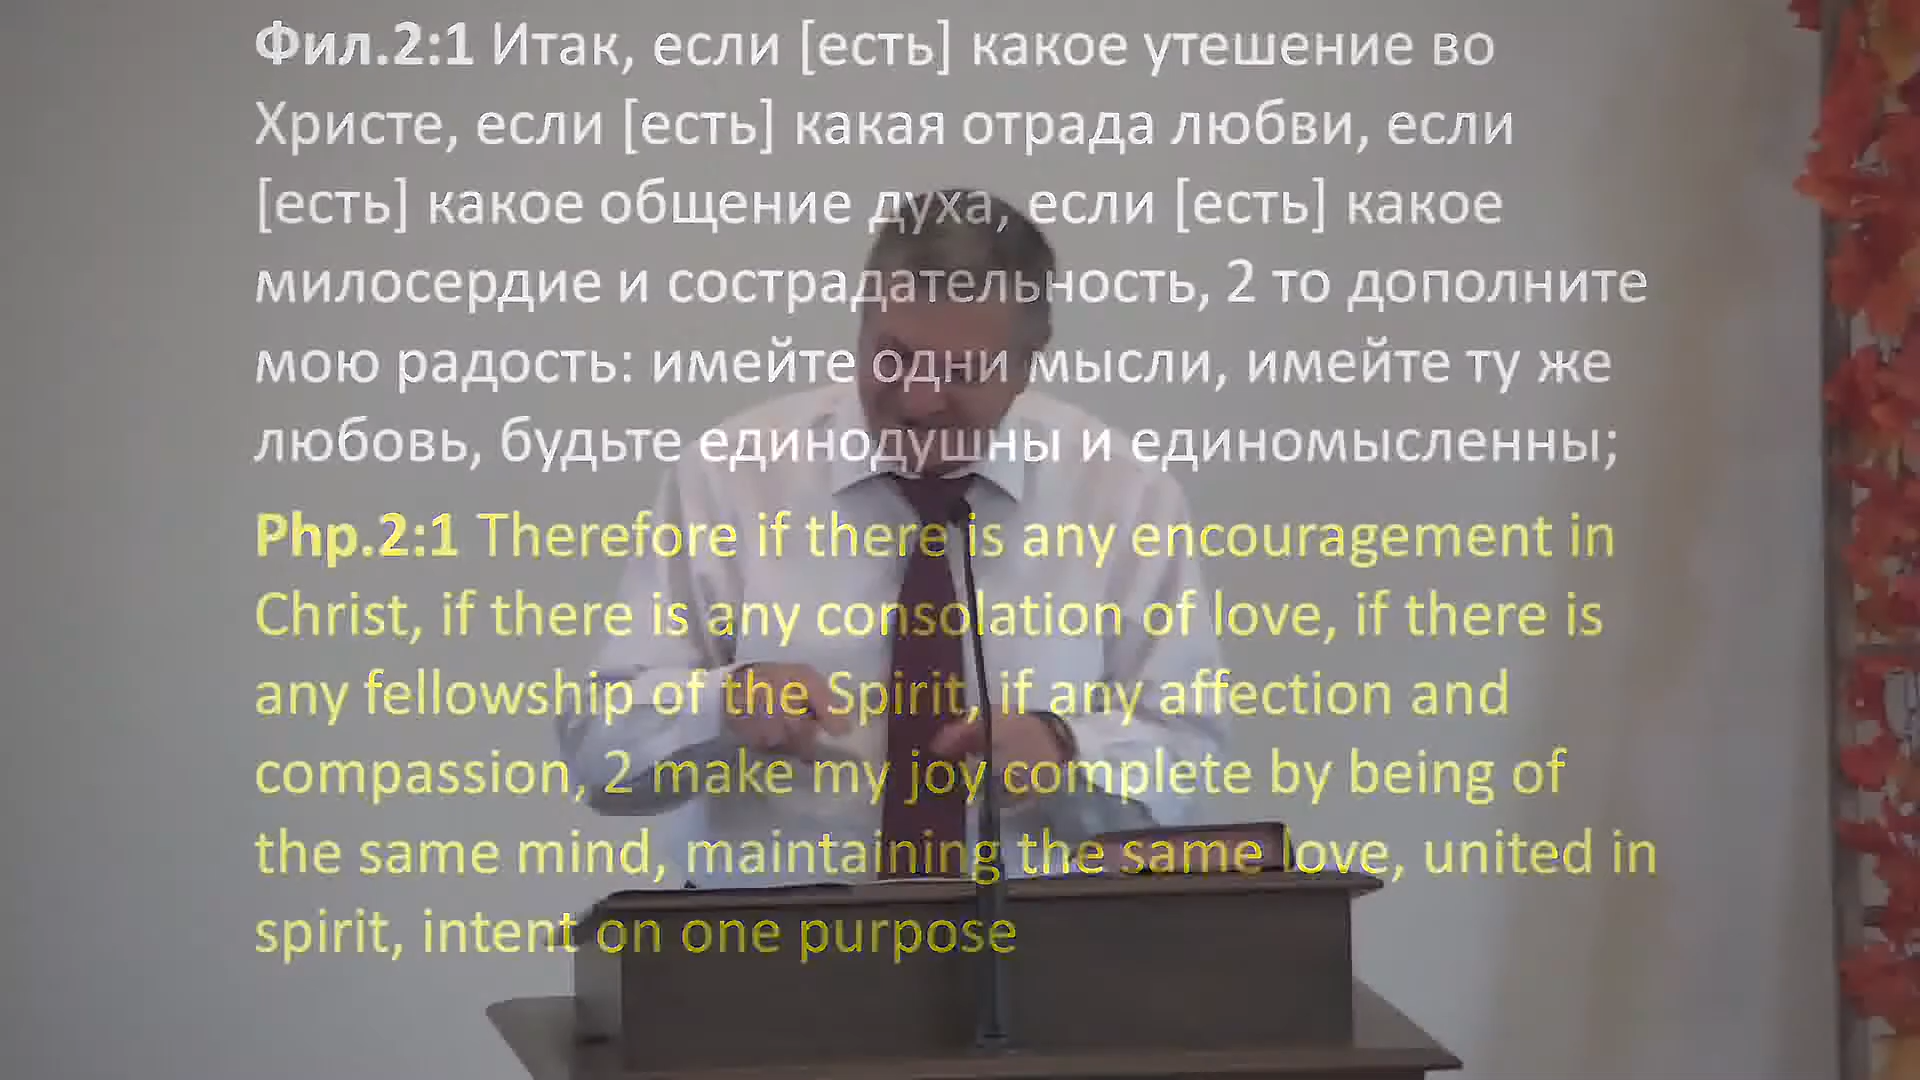 Фил.2:1 Итак, если [есть] какое утешение во
Христе, если [есть] какая отрада любви, если
[есть] какое общение духа, если [есть] какое
милосердие и сострадательность, 2 то дополните
мою радость: имейте одни мысли, имейте ту же
любовь, будьте единодушны и единомысленны;
Php.2:1 Therefore if there is any encouragement in
Christ, if there is any consolation of love, if there is
any fellowship of the Spirit, if any affection and
compassion, 2 make my joy complete by being of
the same mind, maintaining the same love, united in
spirit, intent on one purpose